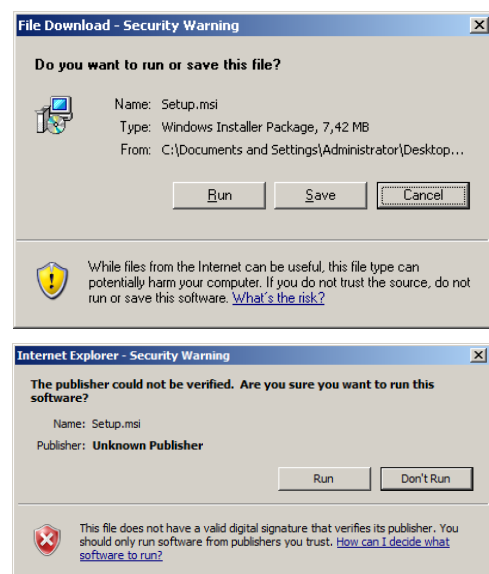 File Download - Security Warning
Do you want to run or save this file?
Name: Setup.msi
Type: Windows Installer Package, 7,42 MB
From: C:\Documents and Settings\Administrator\Desktop...
Run Save Cancel
While files from the Internet can be useful, this file type can
potentially harm your computer. If you do not trust the source, do not
run or save this software. What's the risk?
Internet Explorer - Security Warning
The publisher could not be verified. Are you sure you want to run this
software?
Name: Setup.msi
Publisher: Unknown Publisher
Run Don't Run
This file does not have a valid digital signature that verifies its publisher. You
should only run software from publishers you trust. How can I decide what
software to run?